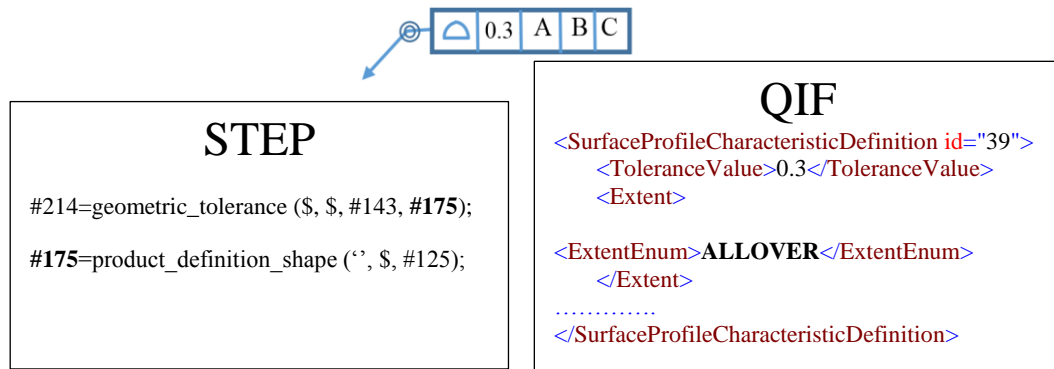 0.3 A B C
STEP
#214=geometric_tolerance ($, $, #143, #175);
#175=product_definition_shape (‘’, $, #125);
QIF
<SurfaceProfileCharacteristicDefinition id="39">
<ToleranceValue>0.3</ToleranceValue>
<Extent>
<ExtentEnum>ALLOVER</ExtentEnum>
</Extent>
………….
</SurfaceProfileCharacteristicDefinition>